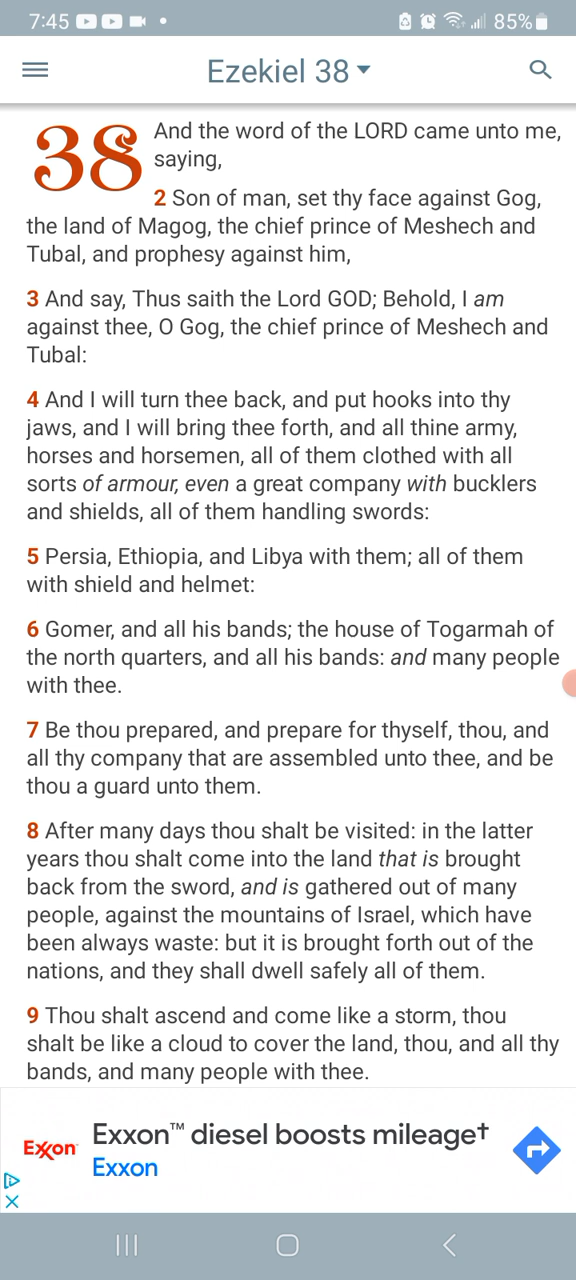 7:45
85%
Ezekiel 38
38 And the word of the LORD came unto me,
saying,
2 Son of man, set thy face against Gog,
the land of Magog, the chief prince of Meshech and
Tubal, and prophesy against him,
3 And say, Thus saith the Lord GOD; Behold, I am
against thee, O Gog, the chief prince of Meshech and
Tubal:
4 And I will turn thee back, and put hooks into thy
jaws, and I will bring thee forth, and all thine army,
horses and horsemen, all of them clothed with all
sorts of armour, even a great company with bucklers
and shields, all of them handling swords:
5 Persia, Ethiopia, and Libya with them; all of them
with shield and helmet:
6 Gomer, and all his bands; the house of Togarmah of
the north quarters, and all his bands: and many people
with thee.
7 Be thou prepared, and prepare for thyself, thou, and
all thy company that are assembled unto thee, and be
thou a guard unto them.
8 After many days thou shalt be visited: in the latter
years thou shalt come into the land that is brought
back from the sword, and is gathered out of many
people, against the mountains of Israel, which have
been always waste: but it is brought forth out of the
nations, and they shall dwell safely all of them.
9 Thou shalt ascend and come like a storm, thou
shalt be like a cloud to cover the land, thou, and all thy
bands, and many people with thee.
Exxon™ diesel boosts mileage†
Exxon
Exxon